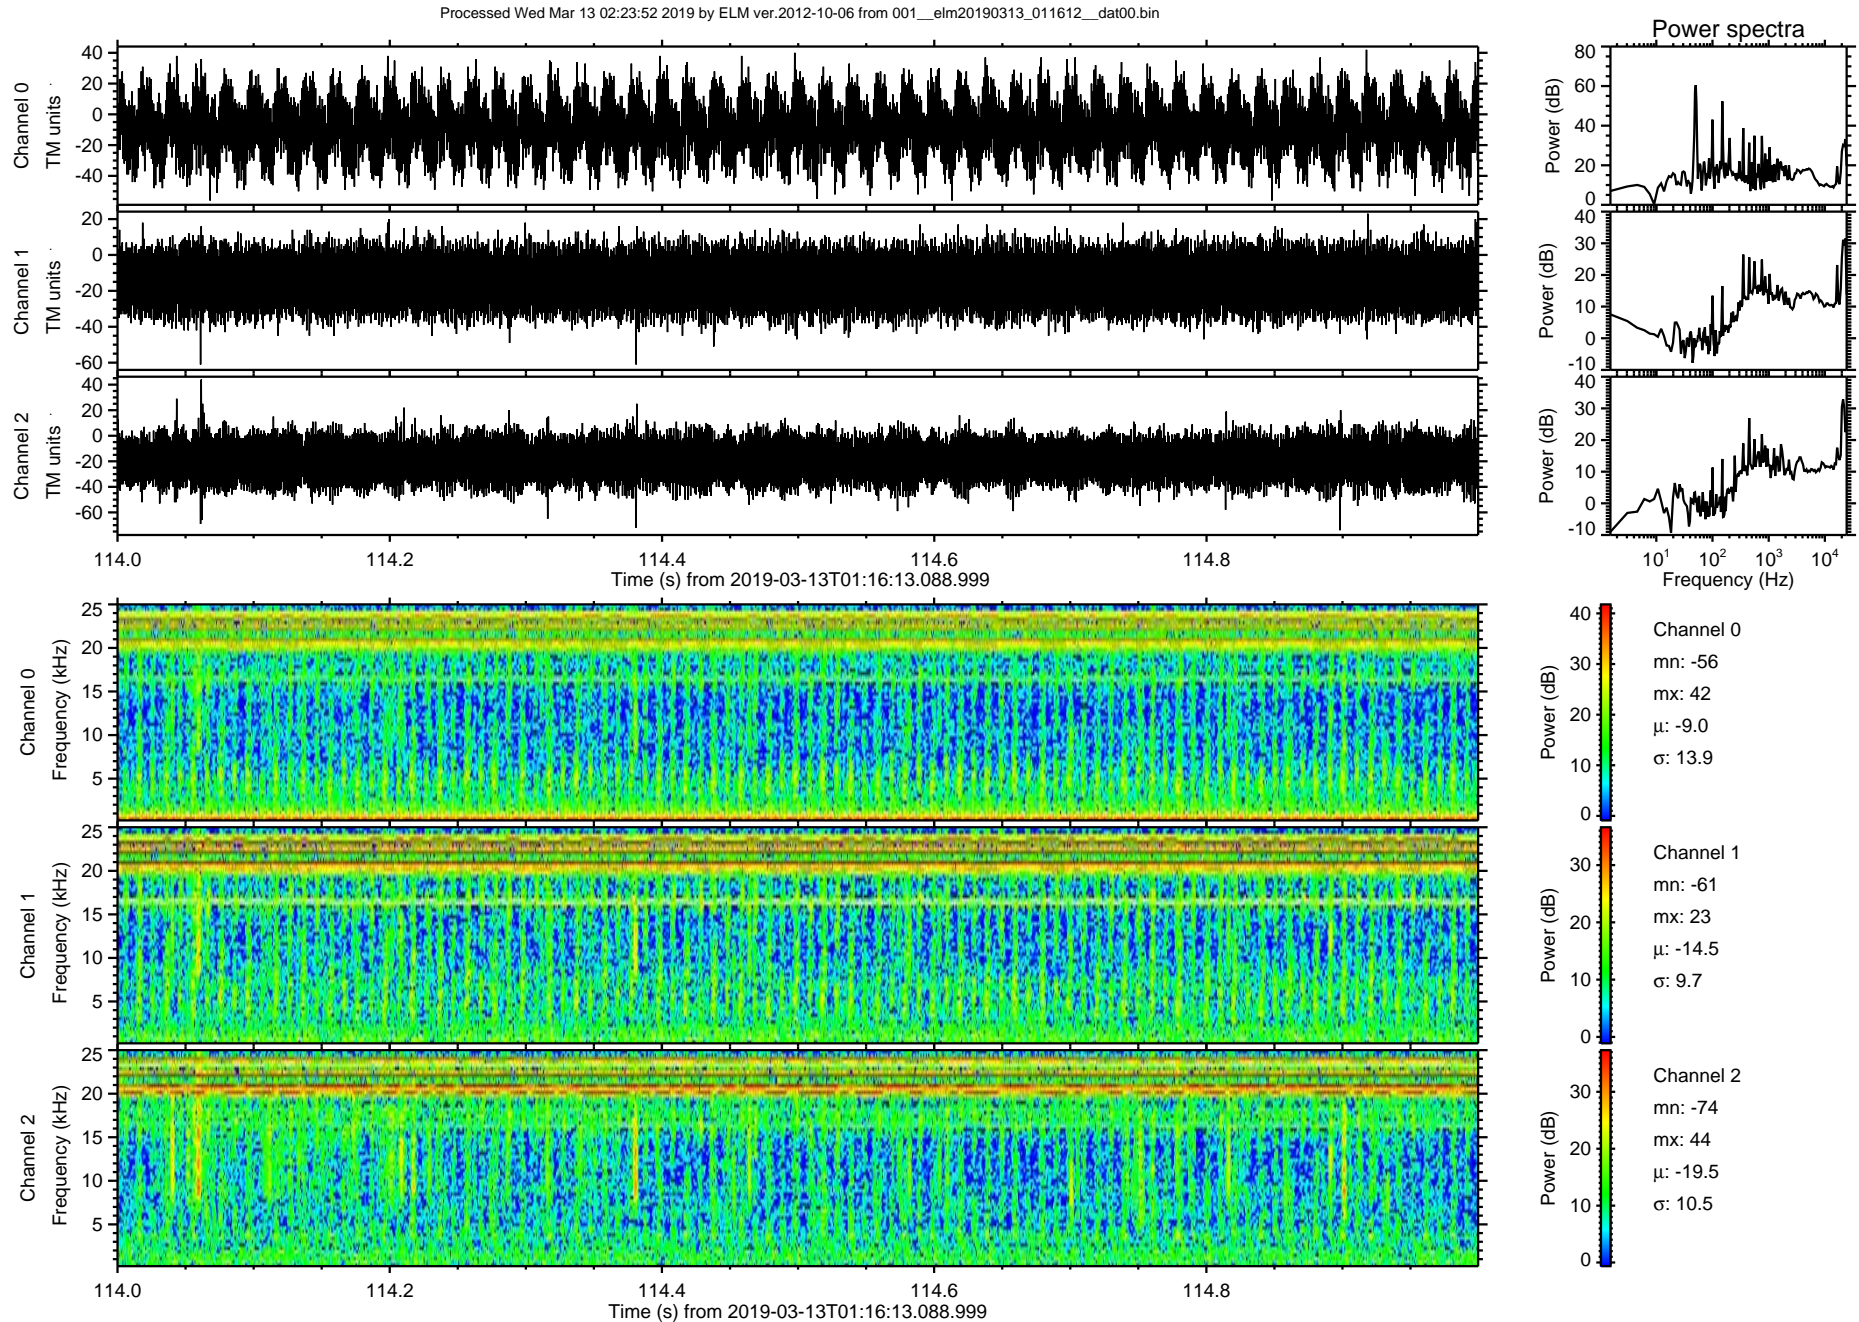 Processed Wed Mar 13 02:23:52 2019 by ELM ver.2012-10-06 from 001__elm20190313_011612__dat00.bin
Power spectra
Channel 0
TM units
40
20
0
-20
-40
Power (dB)
80
60
40
20
0
Channel 1
TM units
20
0
-20
-40
-60
Power (dB)
40
30
20
10
0
-10
Channel 2
TM units
40
20
0
-20
-40
-60
Power (dB)
40
30
20
10
0
-10
114.0 114.2 114.4 114.6 114.8
Time (s) from 2019-03-13T01:16:13.088.999
10¹ 10² 10³ 10⁴
Frequency (Hz)
Channel 0
Frequency (kHz)
25
20
15
10
5
Power (dB)
40
30
20
10
0
Channel 0
mn: -56
mx: 42
μ: -9.0
σ: 13.9
Channel 1
Frequency (kHz)
25
20
15
10
5
Power (dB)
30
20
10
0
Channel 1
mn: -61
mx: 23
μ: -14.5
σ: 9.7
Channel 2
Frequency (kHz)
25
20
15
10
5
Power (dB)
30
20
10
0
Channel 2
mn: -74
mx: 44
μ: -19.5
σ: 10.5
114.0 114.2 114.4 114.6 114.8
Time (s) from 2019-03-13T01:16:13.088.999